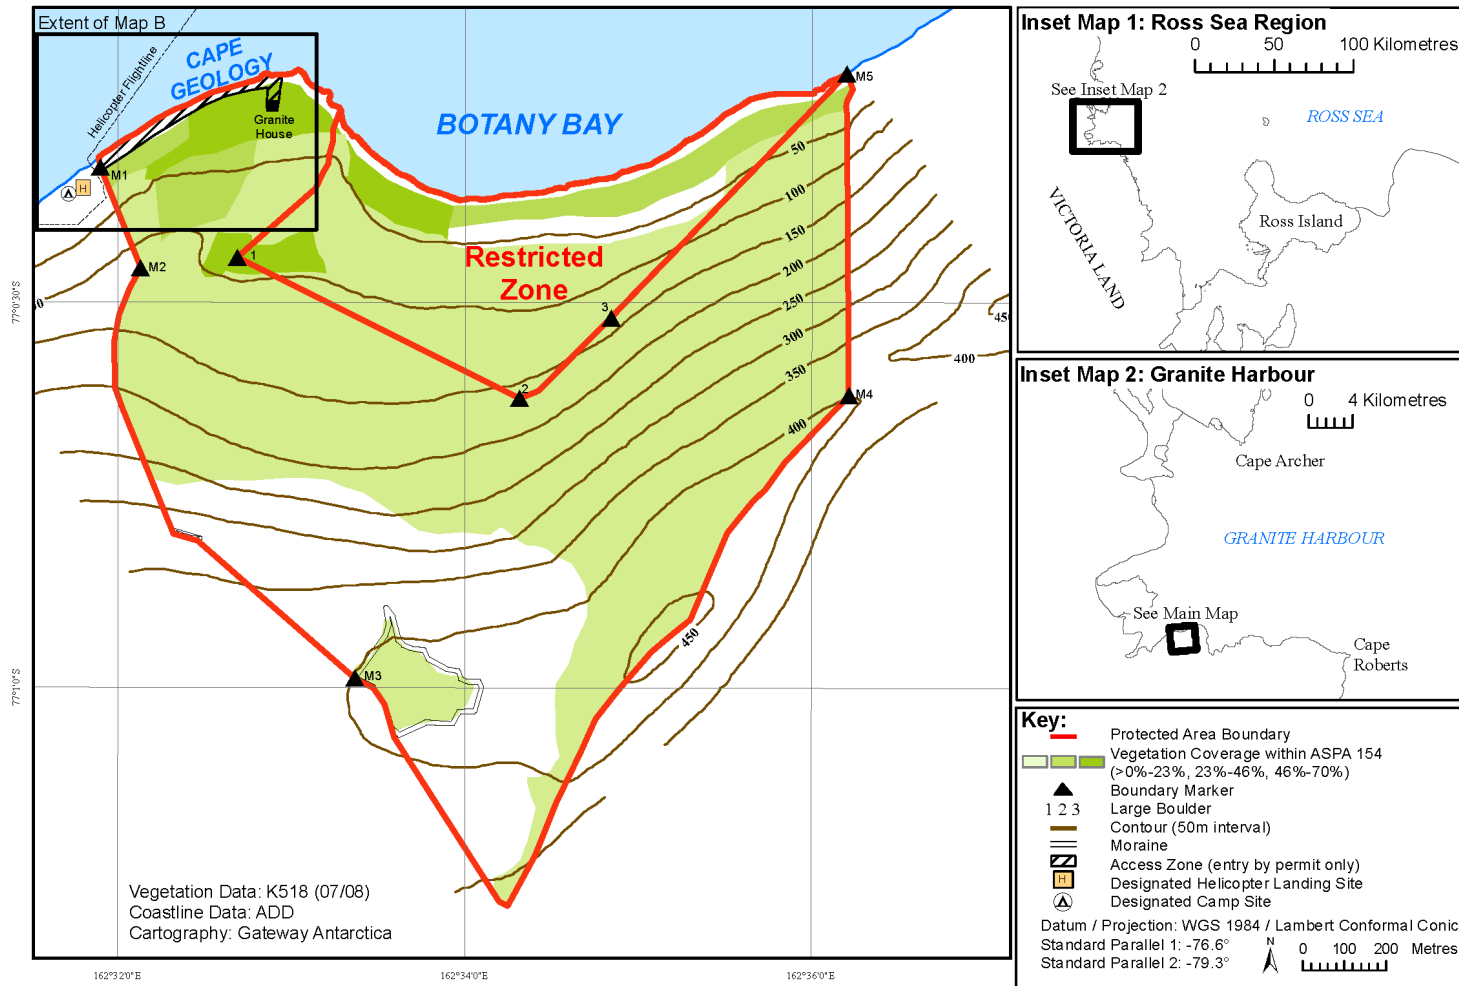 Extent of Map B
Helicopter Flightline
CAPE
GEOLOGY
Granite
House
BOTANY BAY
M5
M1
H
M2
1
Restricted
Zone
3
2
M4
M3
50
100
150
200
250
300
350
400
450
400
45
77°0'30"S
77°1'0"S
162°32'0"E
162°34'0"E
162°36'0"E
Vegetation Data: K518 (07/08)
Coastline Data: ADD
Cartography: Gateway Antarctica
Inset Map 1: Ross Sea Region
0 50 100 Kilometres
See Inset Map 2
ROSS SEA
VICTORIA LAND
Ross Island
Inset Map 2: Granite Harbour
0 4 Kilometres
Cape Archer
GRANITE HARBOUR
See Main Map
Cape
Roberts
Key:
Protected Area Boundary
Vegetation Coverage within ASPA 154
(>0%-23%, 23%-46%, 46%-70%)
Boundary Marker
1 2 3 Large Boulder
Contour (50m interval)
Moraine
Access Zone (entry by permit only)
H Designated Helicopter Landing Site
Designated Camp Site
Datum / Projection: WGS 1984 / Lambert Conformal Conic
Standard Parallel 1: -76.6°
Standard Parallel 2: -79.3°
N
0 100 200 Metres